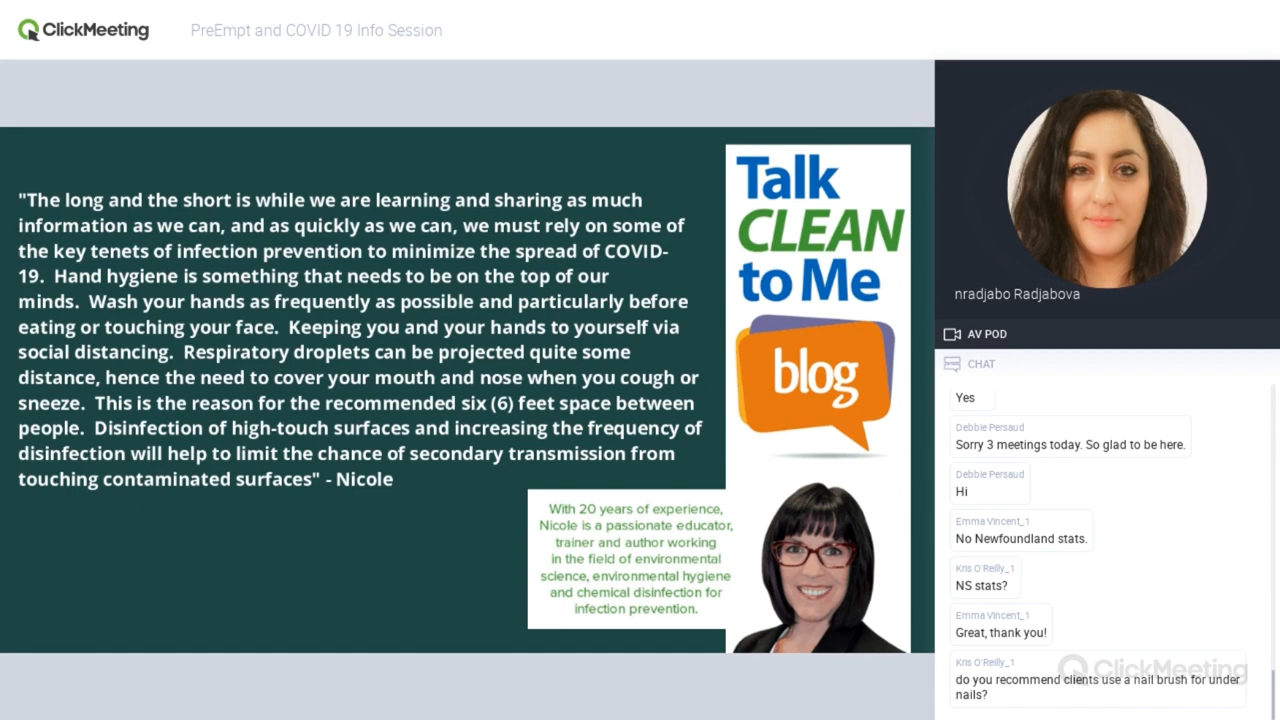 ClickMeeting
PreEmpt and COVID 19 Info Session
"The long and the short is while we are learning and sharing as much
information as we can, and as quickly as we can, we must rely on some of
the key tenets of infection prevention to minimize the spread of COVID-
19.  Hand hygiene is something that needs to be on the top of our
minds.  Wash your hands as frequently as possible and particularly before
eating or touching your face.  Keeping you and your hands to yourself via
social distancing.  Respiratory droplets can be projected quite some
distance, hence the need to cover your mouth and nose when you cough or
sneeze.  This is the reason for the recommended six (6) feet space between
people.  Disinfection of high-touch surfaces and increasing the frequency of
disinfection will help to limit the chance of secondary transmission from
touching contaminated surfaces" - Nicole
Talk
CLEAN
to Me
blog
With 20 years of experience,
Nicole is a passionate educator,
trainer and author working
in the field of environmental
science, environmental hygiene
and chemical disinfection for
infection prevention.
nradjabo Radjabova
AV POD
CHAT
Yes
Debbie Persaud
Sorry 3 meetings today. So glad to be here.
Debbie Persaud
Hi
Emma Vincent_1
No Newfoundland stats.
Kris O'Reilly_1
NS stats?
Emma Vincent_1
Great, thank you!
Kris O'Reilly_1
do you recommend clients use a nail brush for under
nails?
ClickMeeting